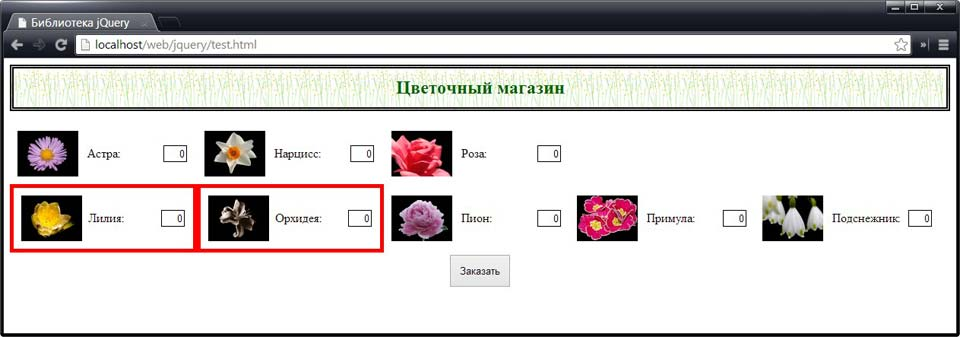 Библиотека jQuery
localhost/web/jquery/test.html
Цветочный магазин
Астра: 0 Нарцисс: 0 Роза: 0
Лилия: 0 Орхидея: 0 Пион: 0 Примула: 0 Подснежник: 0
Заказать